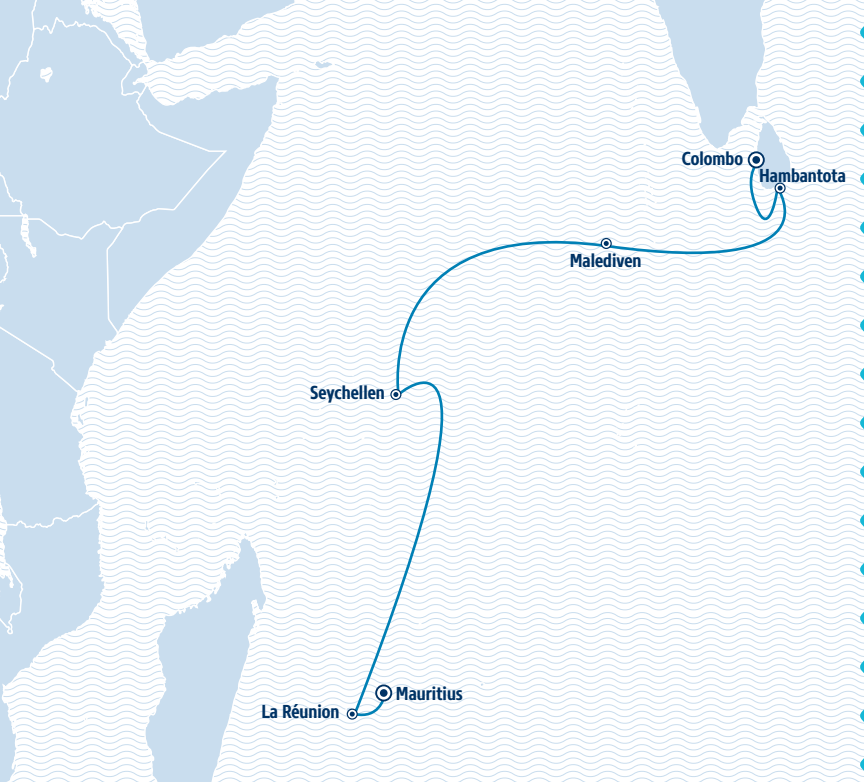 Colombo
Hambantota
Malediven
Seychellen
Mauritius
La Réunion